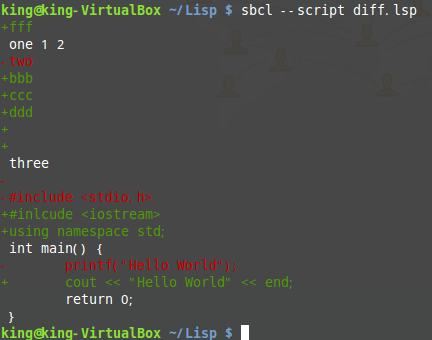 king@king-VirtualBox ~/Lisp $ sbcl --script diff.lsp
+fff
 one 1 2
-two
+bbb
+ccc
+ddd
+
+
 three
-
-#include <stdio.h>
+#inlcude <iostream>
+using namespace std;
 int main() {
-       printf("Hello World");
+       cout << "Hello World" << end;
        return 0;
 }
king@king-VirtualBox ~/Lisp $